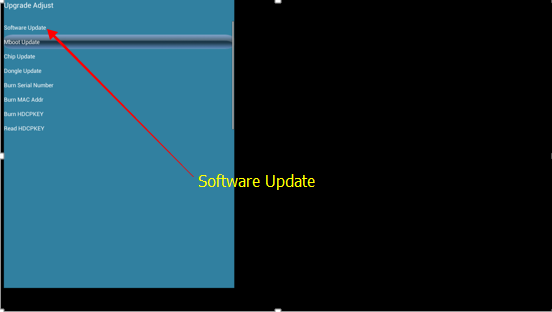 Upgrade Adjust
Software Update
Mboot Update
Chip Update
Dongle Update
Burn Serial Number
Burn MAC Addr
Burn HDCPKEY
Read HDCPKEY
Software Update